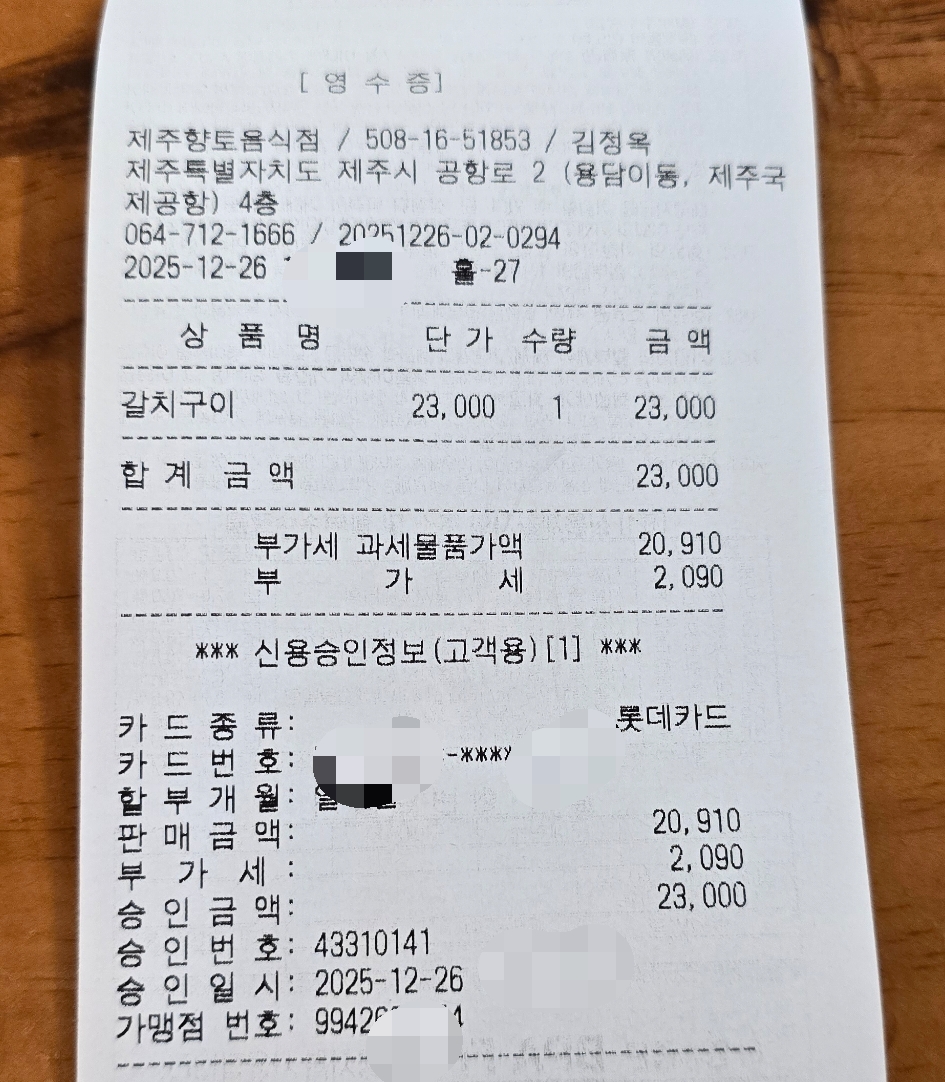 [ 영 수 증]
제주향토음식점 / 508-16-51853 / 김정옥
제주특별자치도 제주시 공항로 2 (용담이동, 제주국
제공항) 4층
064-712-1666 / 20251226-02-0294
2025-12-26 홀-27
상 품 명 단 가 수량 금 액
갈치구이 23,000 1 23,000
합 계 금 액 23,000
부가세 과세물품가액 20,910
부 가 세 2,090
*** 신용승인정보(고객용)[1] ***
카 드 종 류: 롯데카드
카 드 번 호: -***
할 부 개 월:
판 매 금 액: 20,910
부 가 세 : 2,090
승 인 금 액: 23,000
승 인 번 호: 43310141
승 인 일 시: 2025-12-26
가맹점 번호: